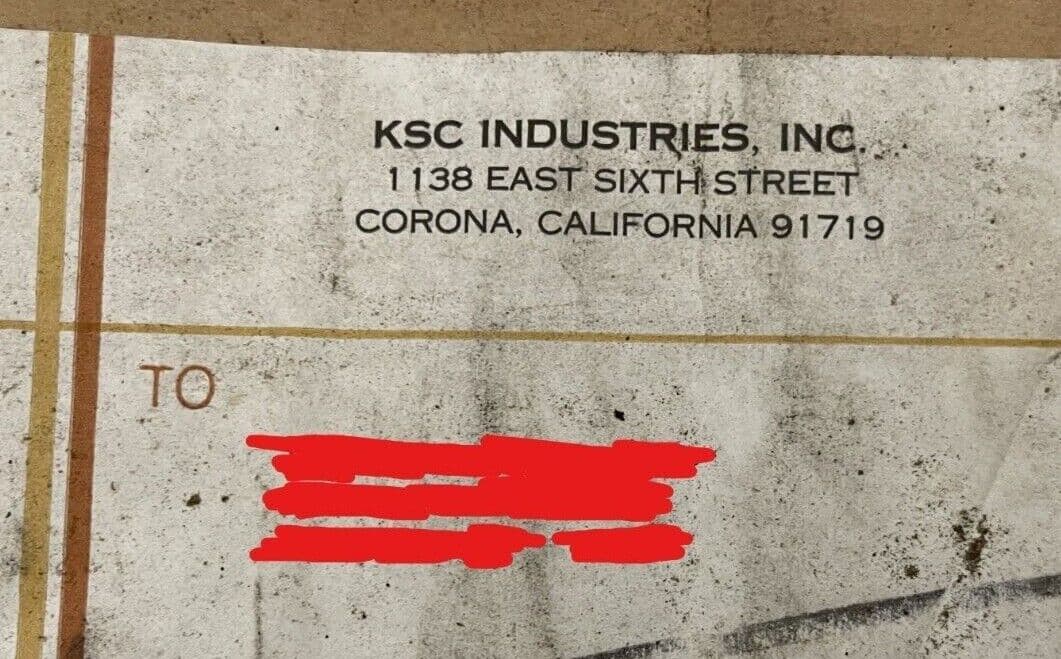 KSC INDUSTRIES, INC.
1138 EAST SIXTH STREET
CORONA, CALIFORNIA 91719
TO